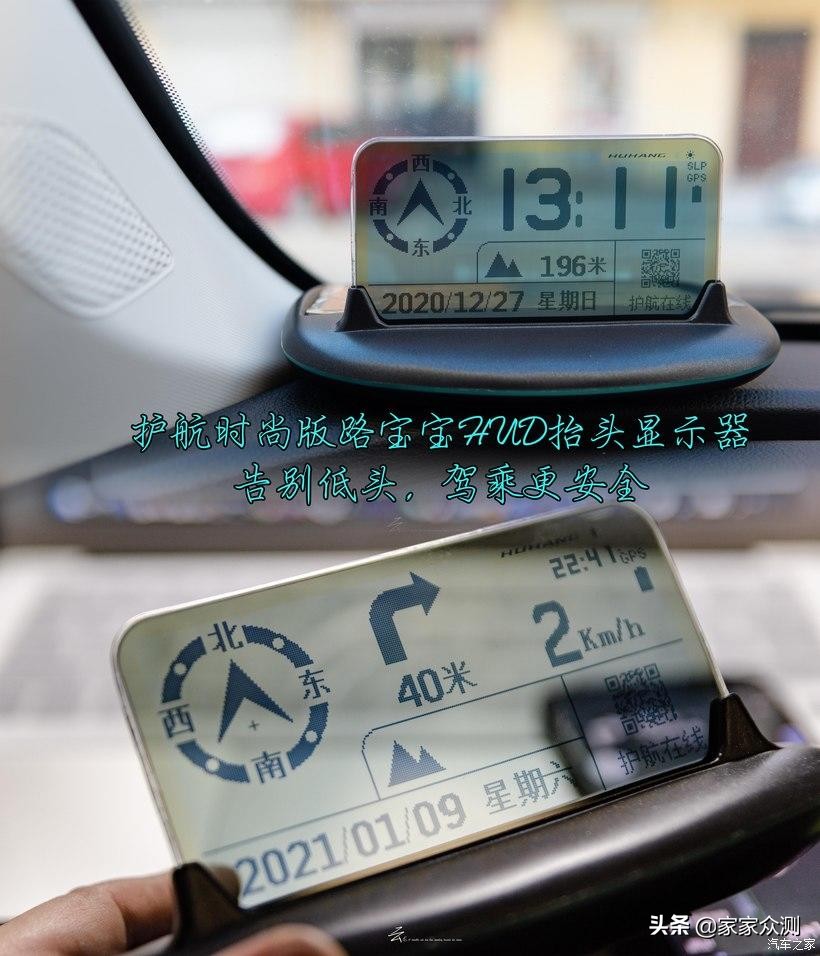 HUHANG
SLP
GPS
西
南 北
东
13:11
196米
2020/12/27 星期日
护航在线
护航时尚版路宝宝HUD抬头显示器
告别低头，驾乘更安全
云
HUHANG
22:41 GPS
北
西 东
南
40米
2Km/h
护航在线
2021/01/09 星期六
云
头条 @家家众测
汽车之家